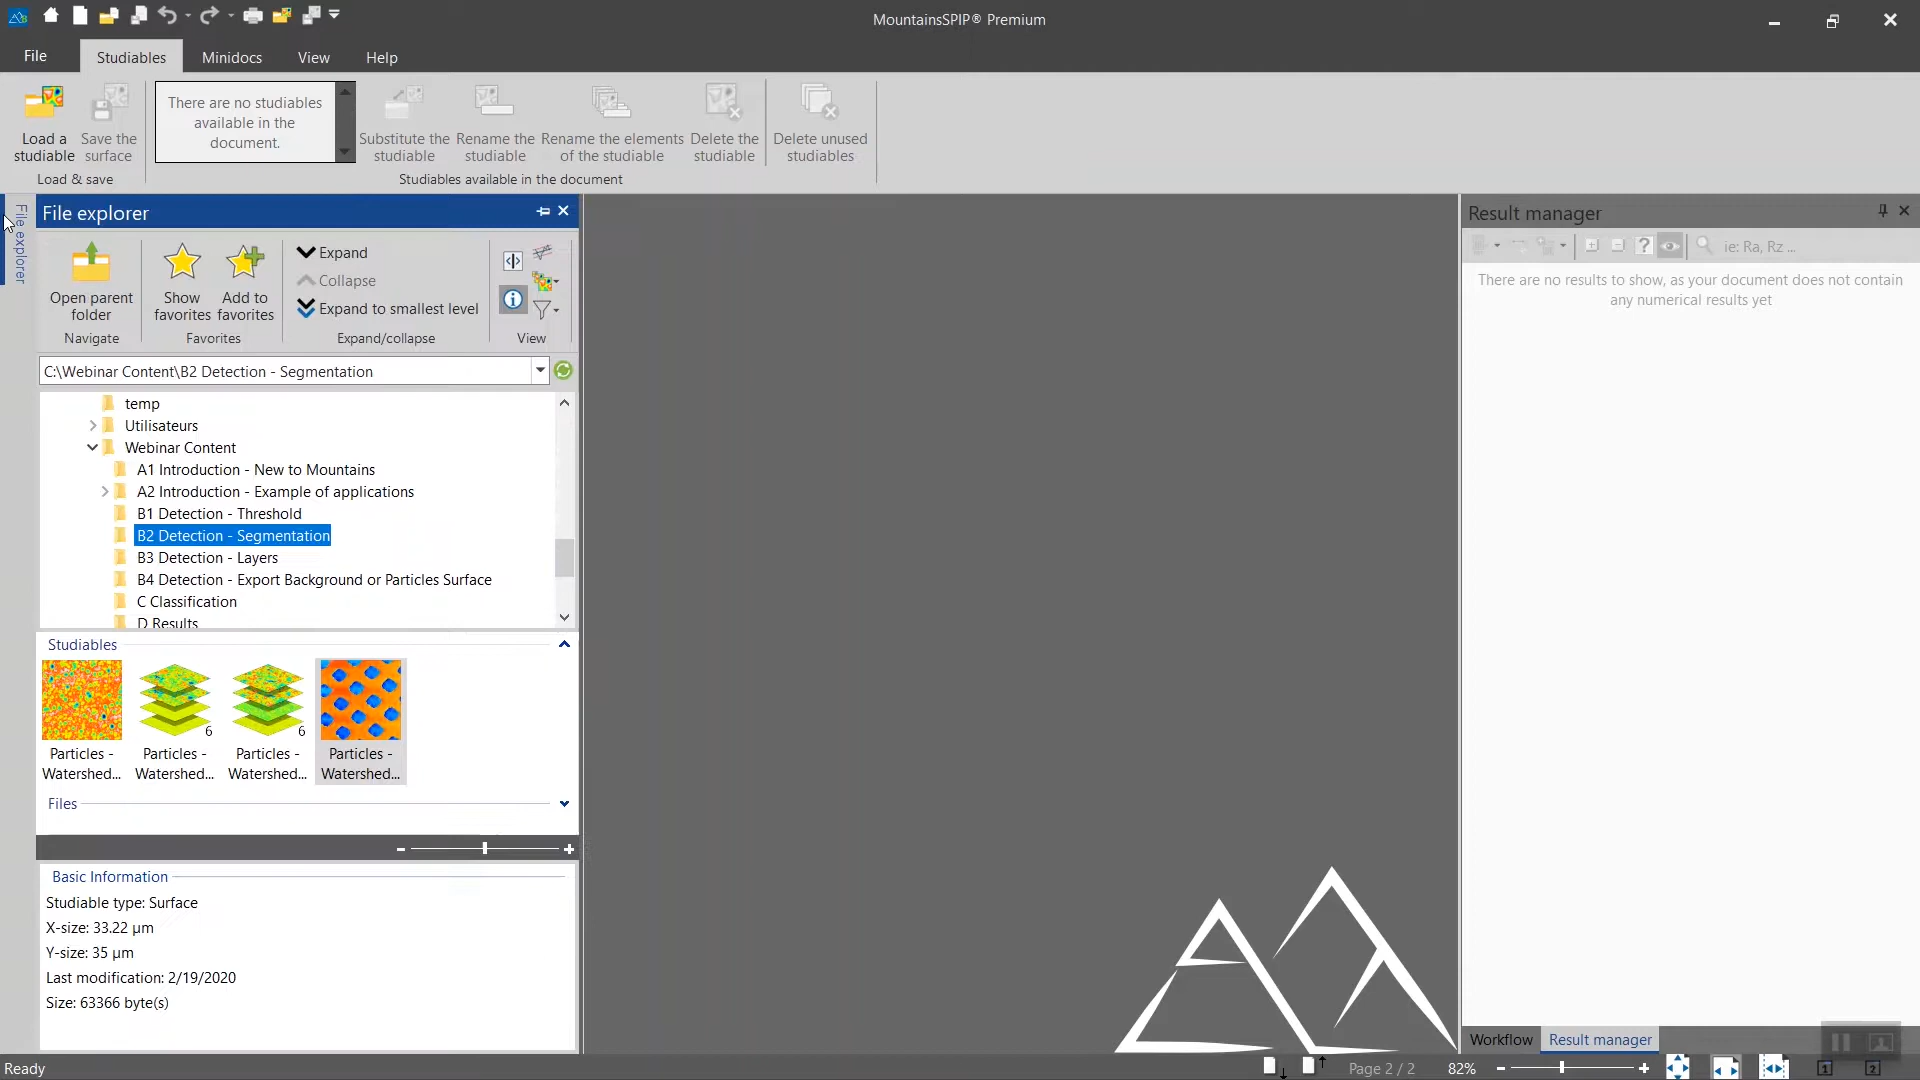 MountainsSPIP® Premium
File
Studiables
Minidocs
View
Help
Load a
studiable
Save the
surface
Load & save
There are no studiables
available in the
document.
Substitute the
studiable
Rename the
studiable
Rename the elements
of the studiable
Delete the
studiable
Delete unused
studiables
Studiables available in the document
File explorer
File explorer
Open parent
folder
Navigate
Show
favorites
Add to
favorites
Favorites
Expand
Collapse
Expand to smallest level
Expand/collapse
View
C:\Webinar Content\B2 Detection - Segmentation
temp
Utilisateurs
Webinar Content
A1 Introduction - New to Mountains
A2 Introduction - Example of applications
B1 Detection - Threshold
B2 Detection - Segmentation
B3 Detection - Layers
B4 Detection - Export Background or Particles Surface
C Classification
D Results
Studiables
6
6
Particles -
Watershed...
Particles -
Watershed...
Particles -
Watershed...
Particles -
Watershed...
Files
Basic Information
Studiable type: Surface
X-size: 33.22 µm
Y-size: 35 µm
Last modification: 2/19/2020
Size: 63366 byte(s)
Result manager
ie: Ra, Rz ...
There are no results to show, as your document does not contain
any numerical results yet
Workflow
Result manager
Ready
Page 2 / 2
82%
1
2